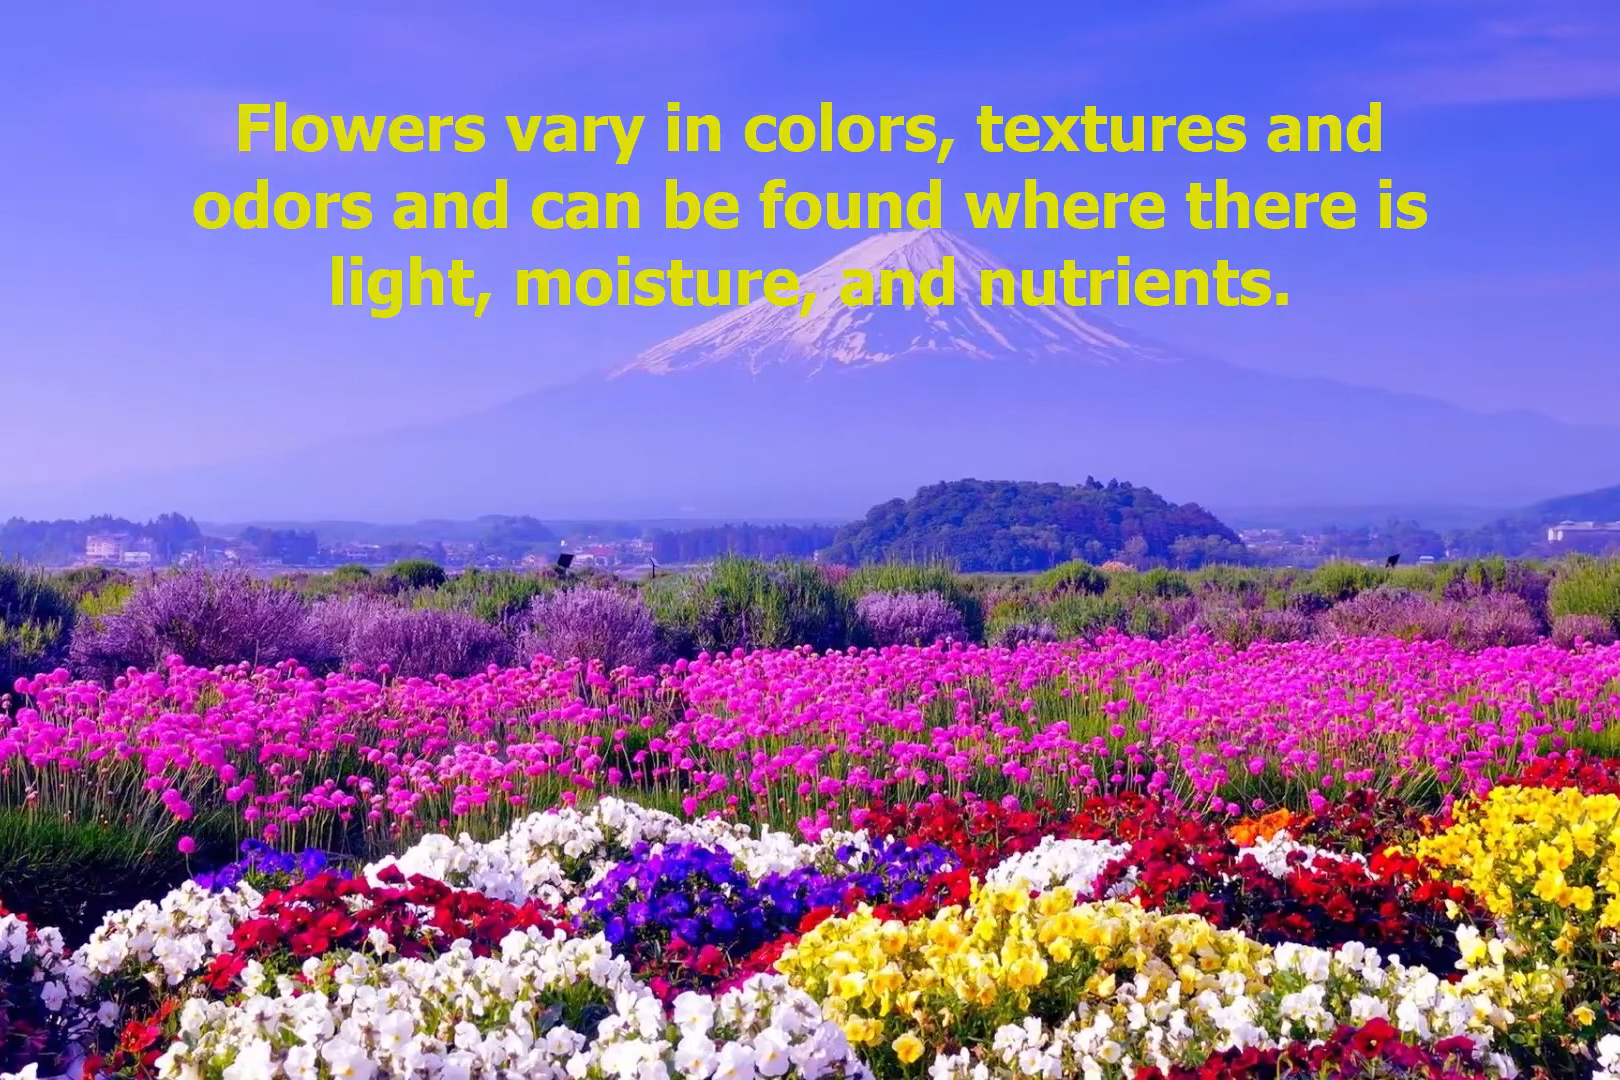 Flowers vary in colors, textures and
odors and can be found where there is
light, moisture, and nutrients.